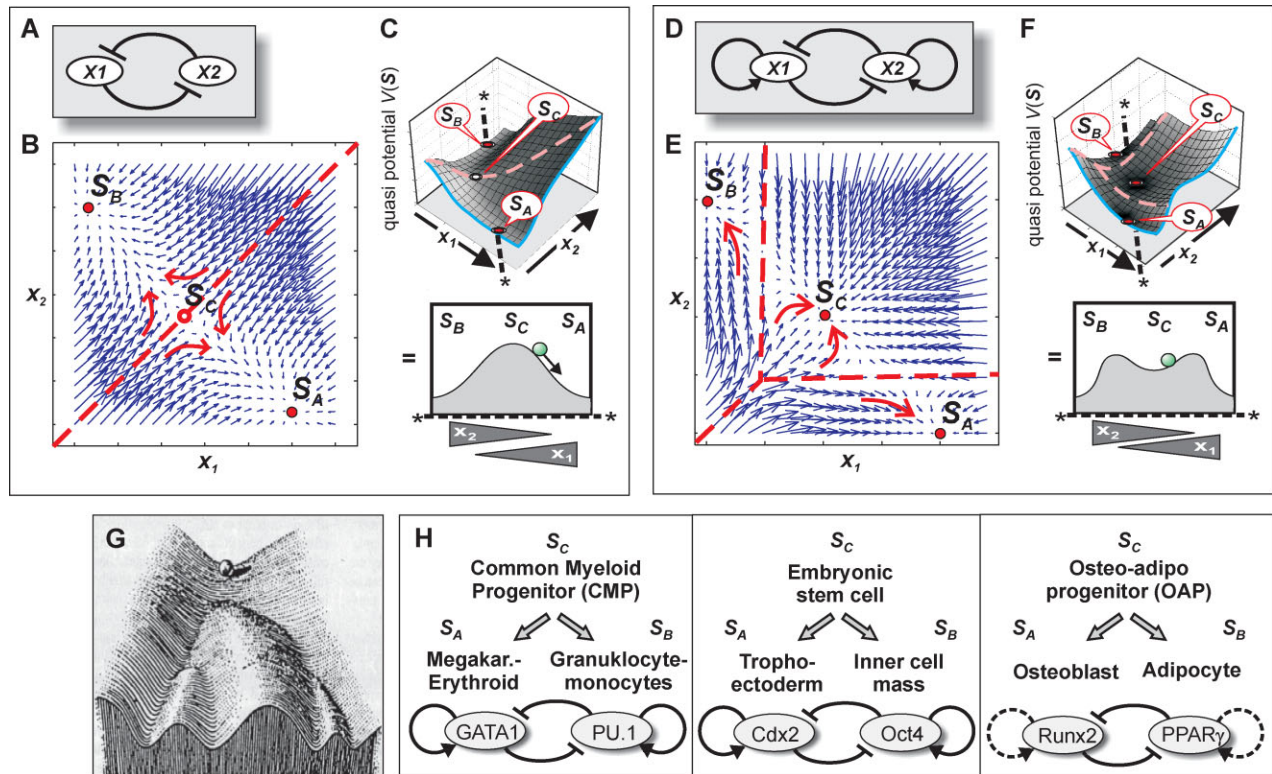 A
X1 X2
B
S_B
S_C
S_A
x₂
x₁
C
quasi potential V(S)
*
S_B
S_C
S_A
x₁
x₂
*
=
S_B S_C S_A
* *
x₂
x₁
D
X1 X2
E
S_B
S_C
S_A
x₂
x₁
F
quasi potential V(S)
*
S_B
S_C
S_A
x₁
x₂
*
=
S_B S_C S_A
* *
x₂
x₁
G
H
S_C
Common Myeloid
Progenitor (CMP)
S_A S_B
Megakar.- Granuklocyte-
Erythroid monocytes
GATA1 PU.1
S_C
Embryonic
stem cell
S_A S_B
Tropho- Inner cell
ectoderm mass
Cdx2 Oct4
S_C
Osteo-adipo
progenitor (OAP)
S_A S_B
Osteoblast Adipocyte
Runx2 PPARγ